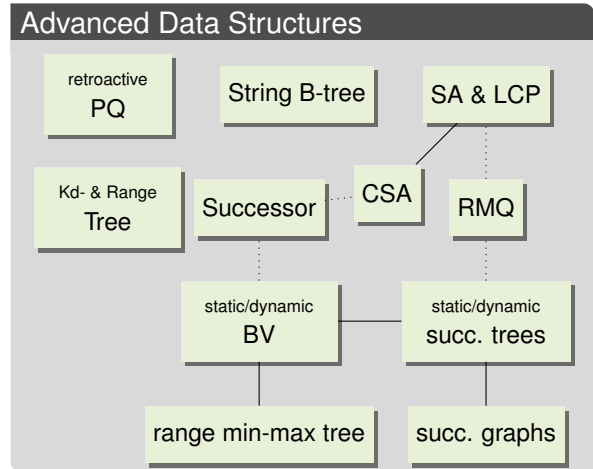 Advanced Data Structures
retroactive
PQ
String B-tree
SA & LCP
Kd- & Range
Tree
Successor
CSA
RMQ
static/dynamic
BV
static/dynamic
succ. trees
range min-max tree
succ. graphs